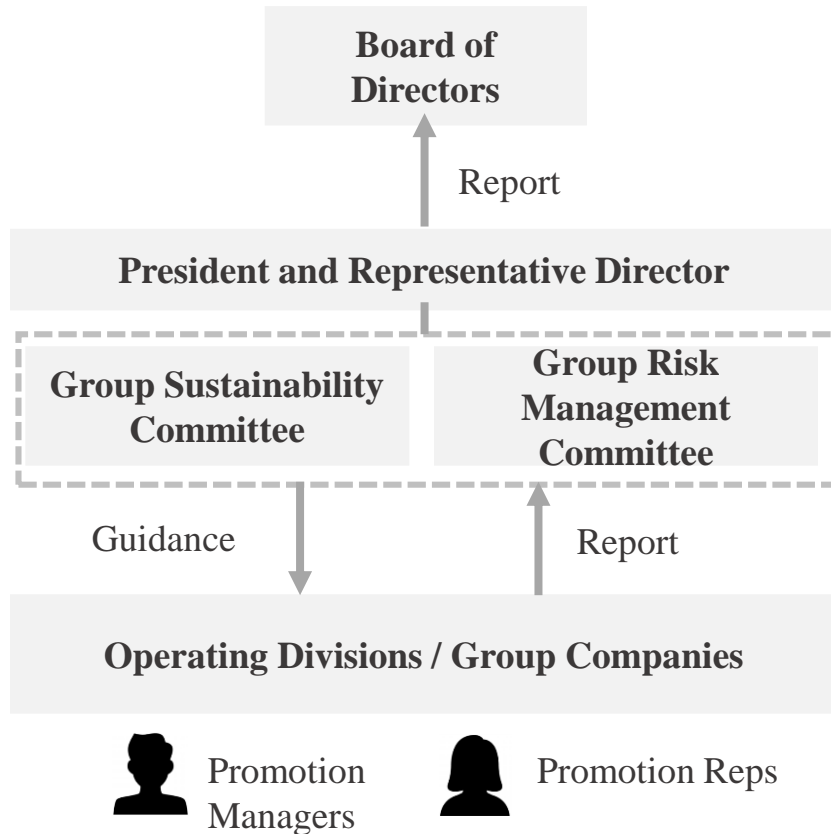 Board of
Directors
Report
President and Representative Director
Group Sustainability
Committee
Group Risk
Management
Committee
Guidance
Report
Operating Divisions / Group Companies
Promotion
Managers
Promotion Reps